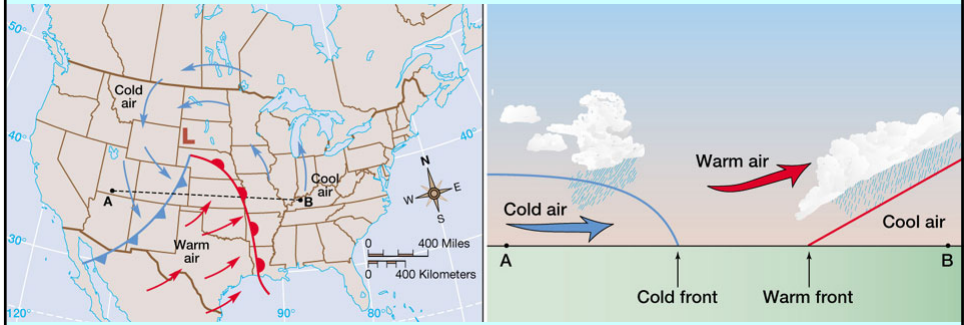 50°
Cold
air
L
40°
40°
N
A
Cool
air
B
W
E
S
Warm
air
30°
0
400 Miles
0
400 Kilometers
120°
90°
80°
Warm air
Cold air
Cool air
A
B
Cold front
Warm front